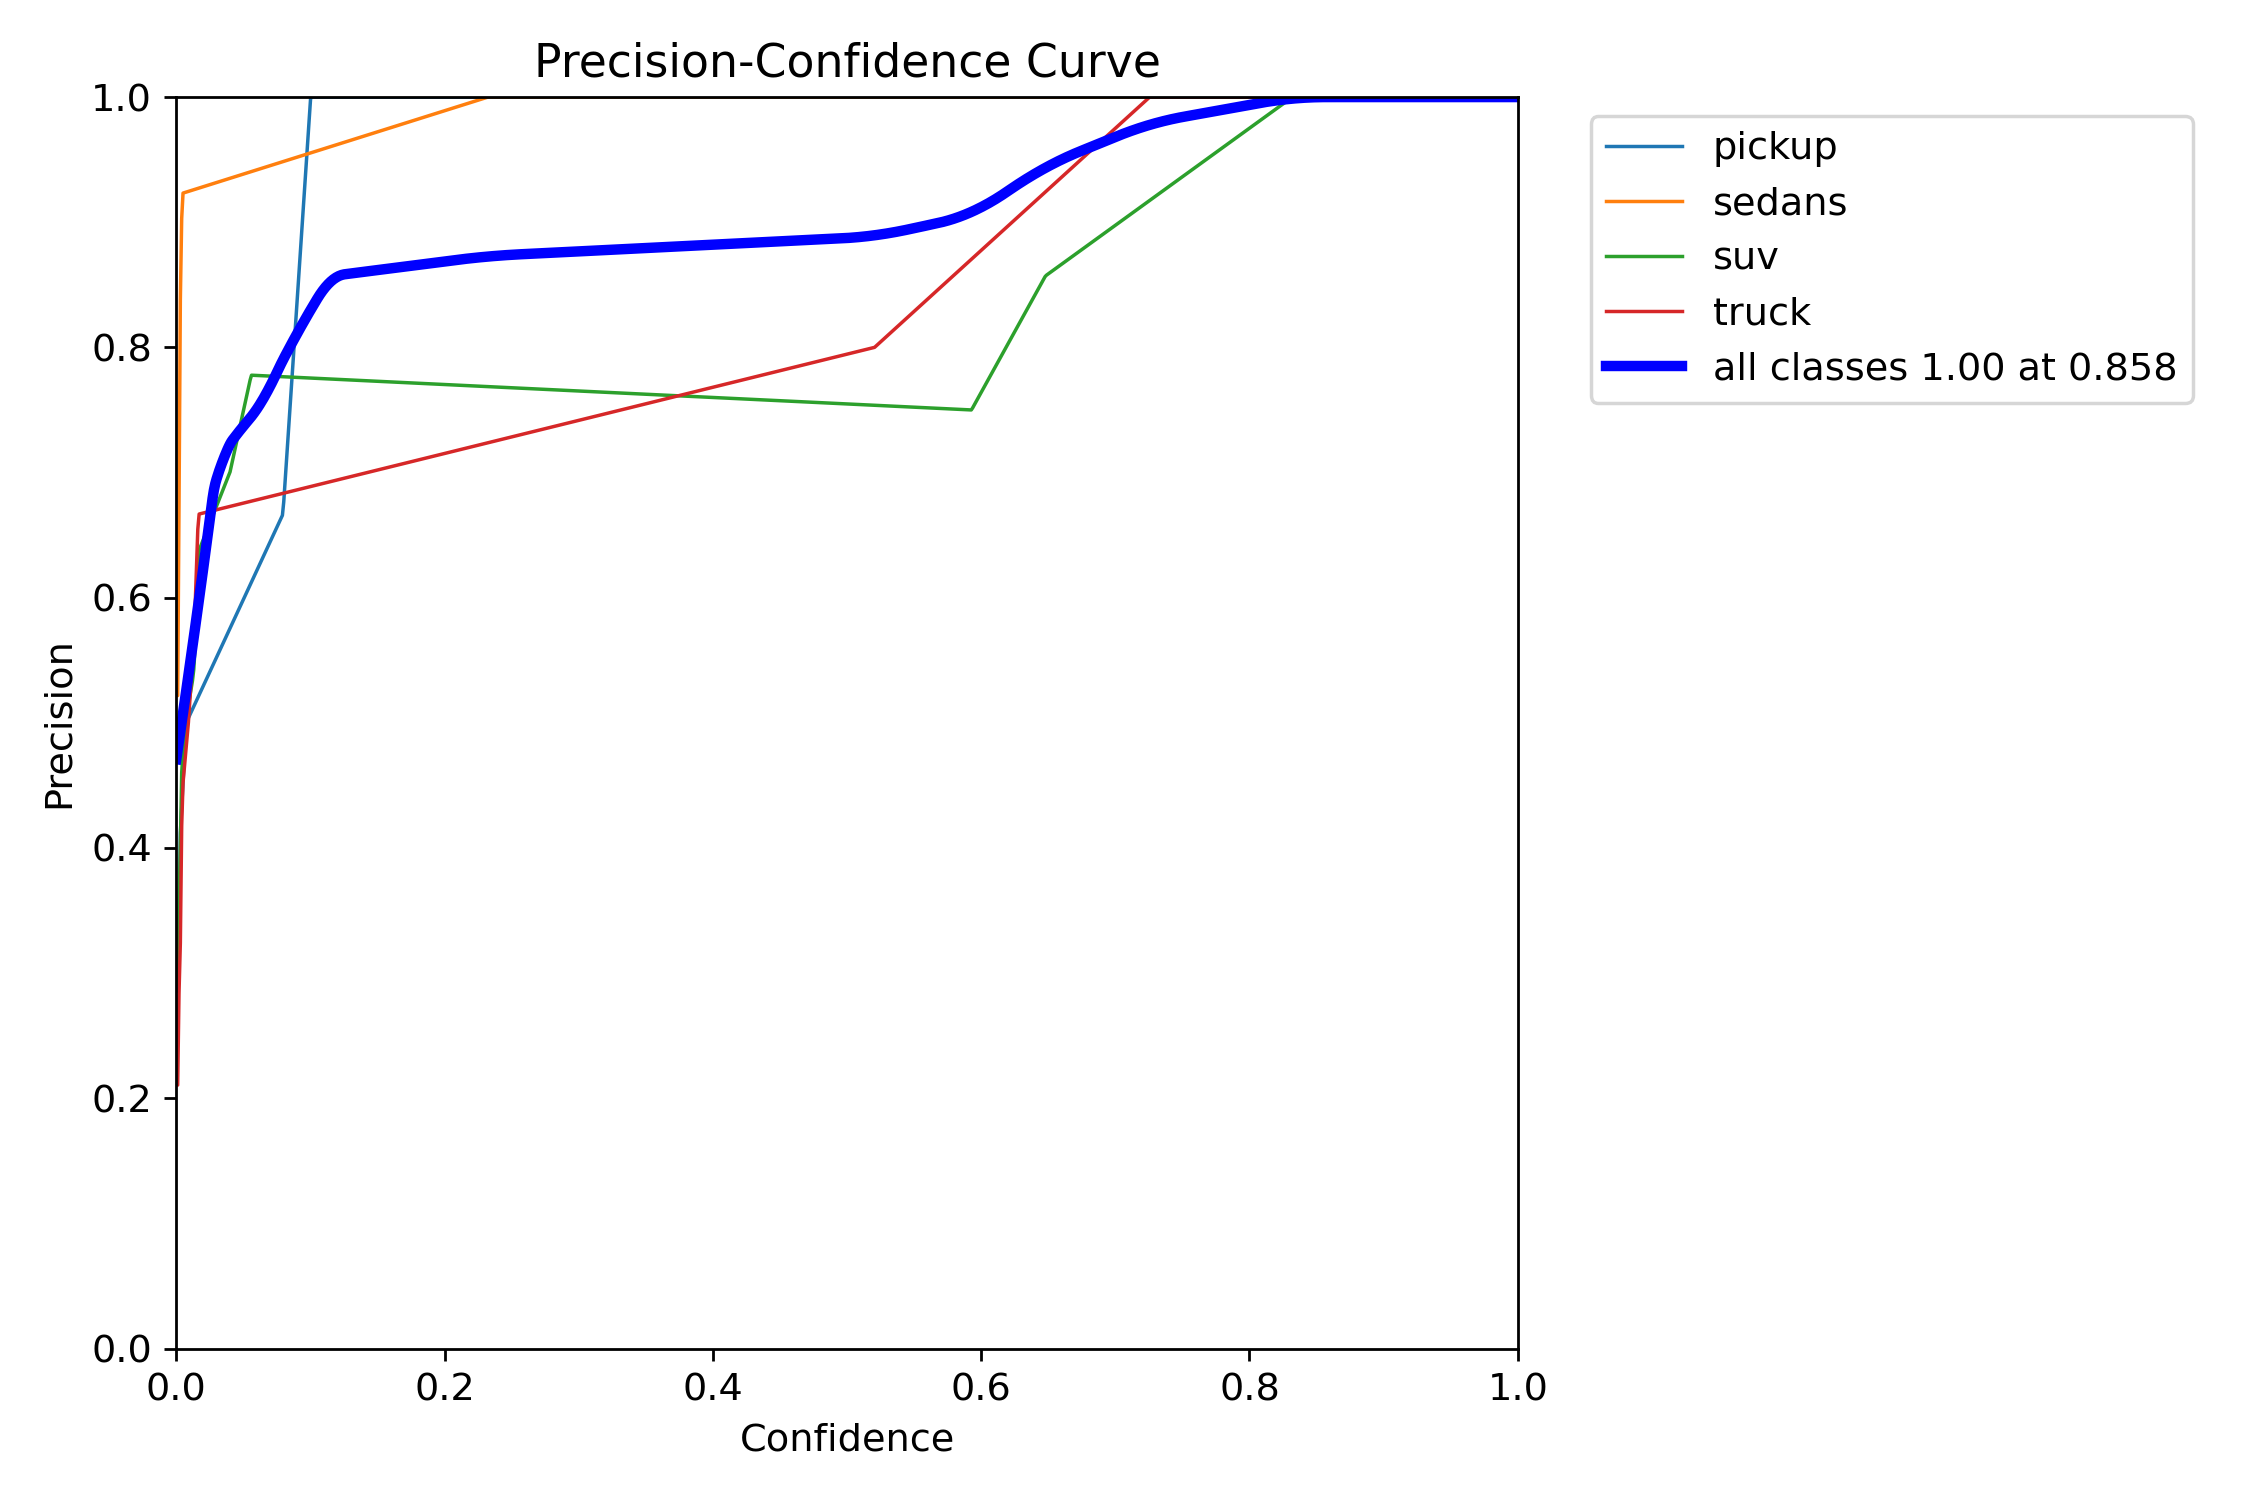 Precision-Confidence Curve
1.0
0.8
0.6
0.4
0.2
0.0
Precision
0.0 0.2 0.4 0.6 0.8 1.0
Confidence
pickup
sedans
suv
truck
all classes 1.00 at 0.858